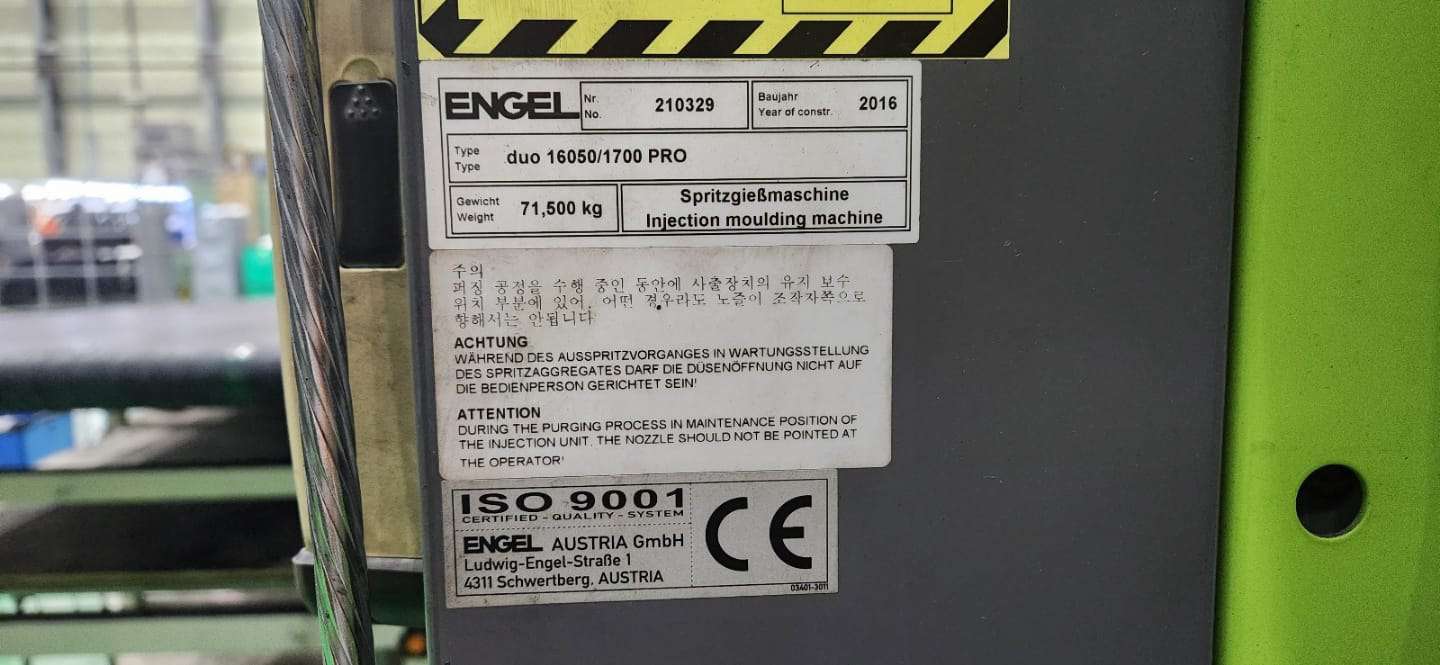 ENGEL
Nr.
No.
210329
Baujahr
Year of constr.
2016
Type
Type
duo 16050/1700 PRO
Gewicht
Weight
71,500 kg
Spritzgießmaschine
Injection moulding machine
주의
퍼징 공정을 수행 중인 동안에 사출장치의 유지 보수
위치 부분에 있어, 어떤 경우라도 노즐이 조작자쪽으로
향해서는 안됩니다
ACHTUNG
WÄHREND DES AUSSPRITZVORGANGES IN WARTUNGSSTELLUNG
DES SPRITZAGGREGATES DARF DIE DÜSENÖFFNUNG NICHT AUF
DIE BEDIENPERSON GERICHTET SEIN!
ATTENTION
DURING THE PURGING PROCESS IN MAINTENANCE POSITION OF
THE INJECTION UNIT, THE NOZZLE SHOULD NOT BE POINTED AT
THE OPERATOR!
ISO 9001
CERTIFIED - QUALITY - SYSTEM
ENGEL AUSTRIA GmbH
Ludwig-Engel-Straße 1
4311 Schwertberg, AUSTRIA
CE
03401-3011